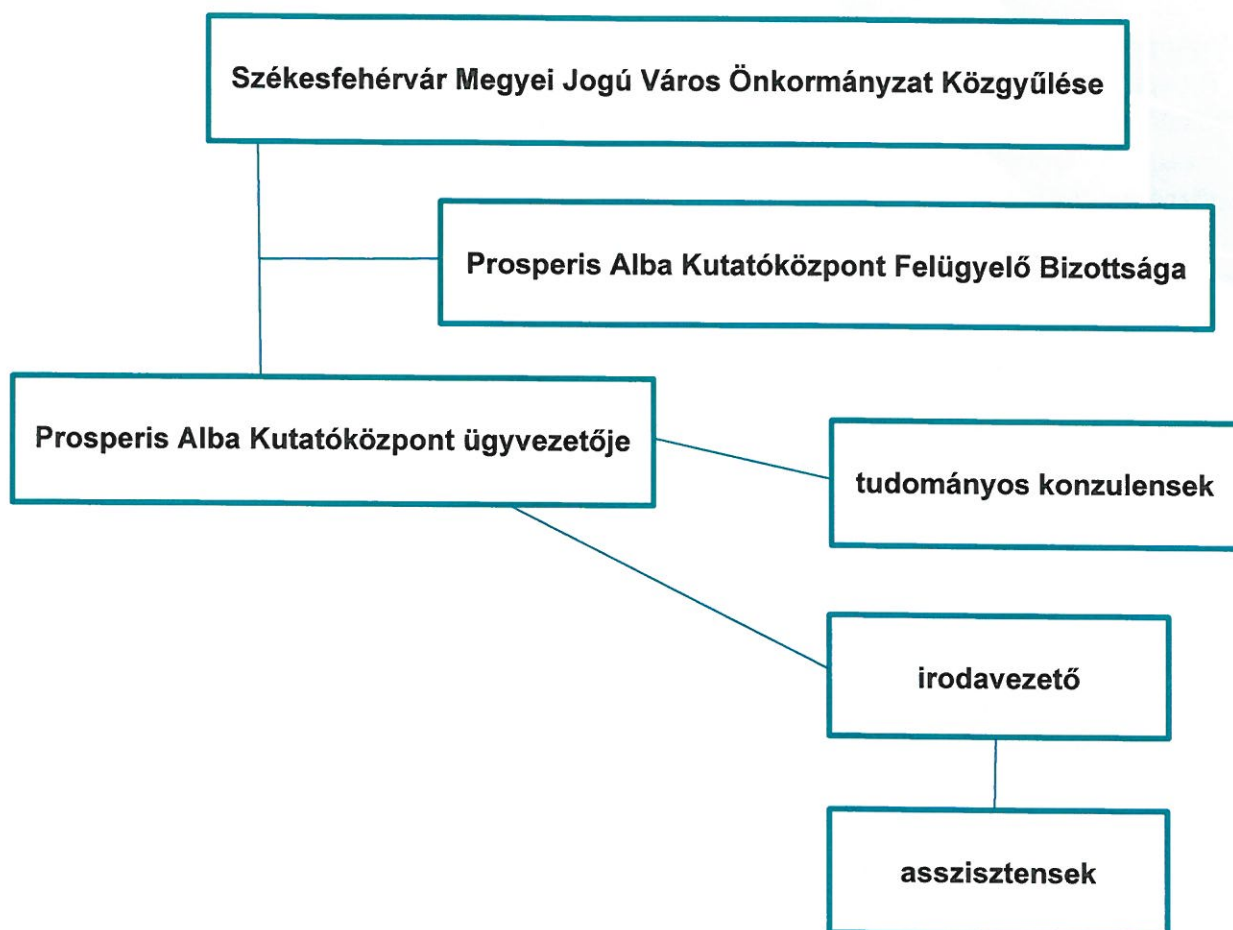 Székesfehérvár Megyei Jogú Város Önkormányzat Közgyűlése
Prosperis Alba Kutatóközpont Felügyelő Bizottsága
Prosperis Alba Kutatóközpont ügyvezetője
tudományos konzulensek
irodavezető
asszisztensek